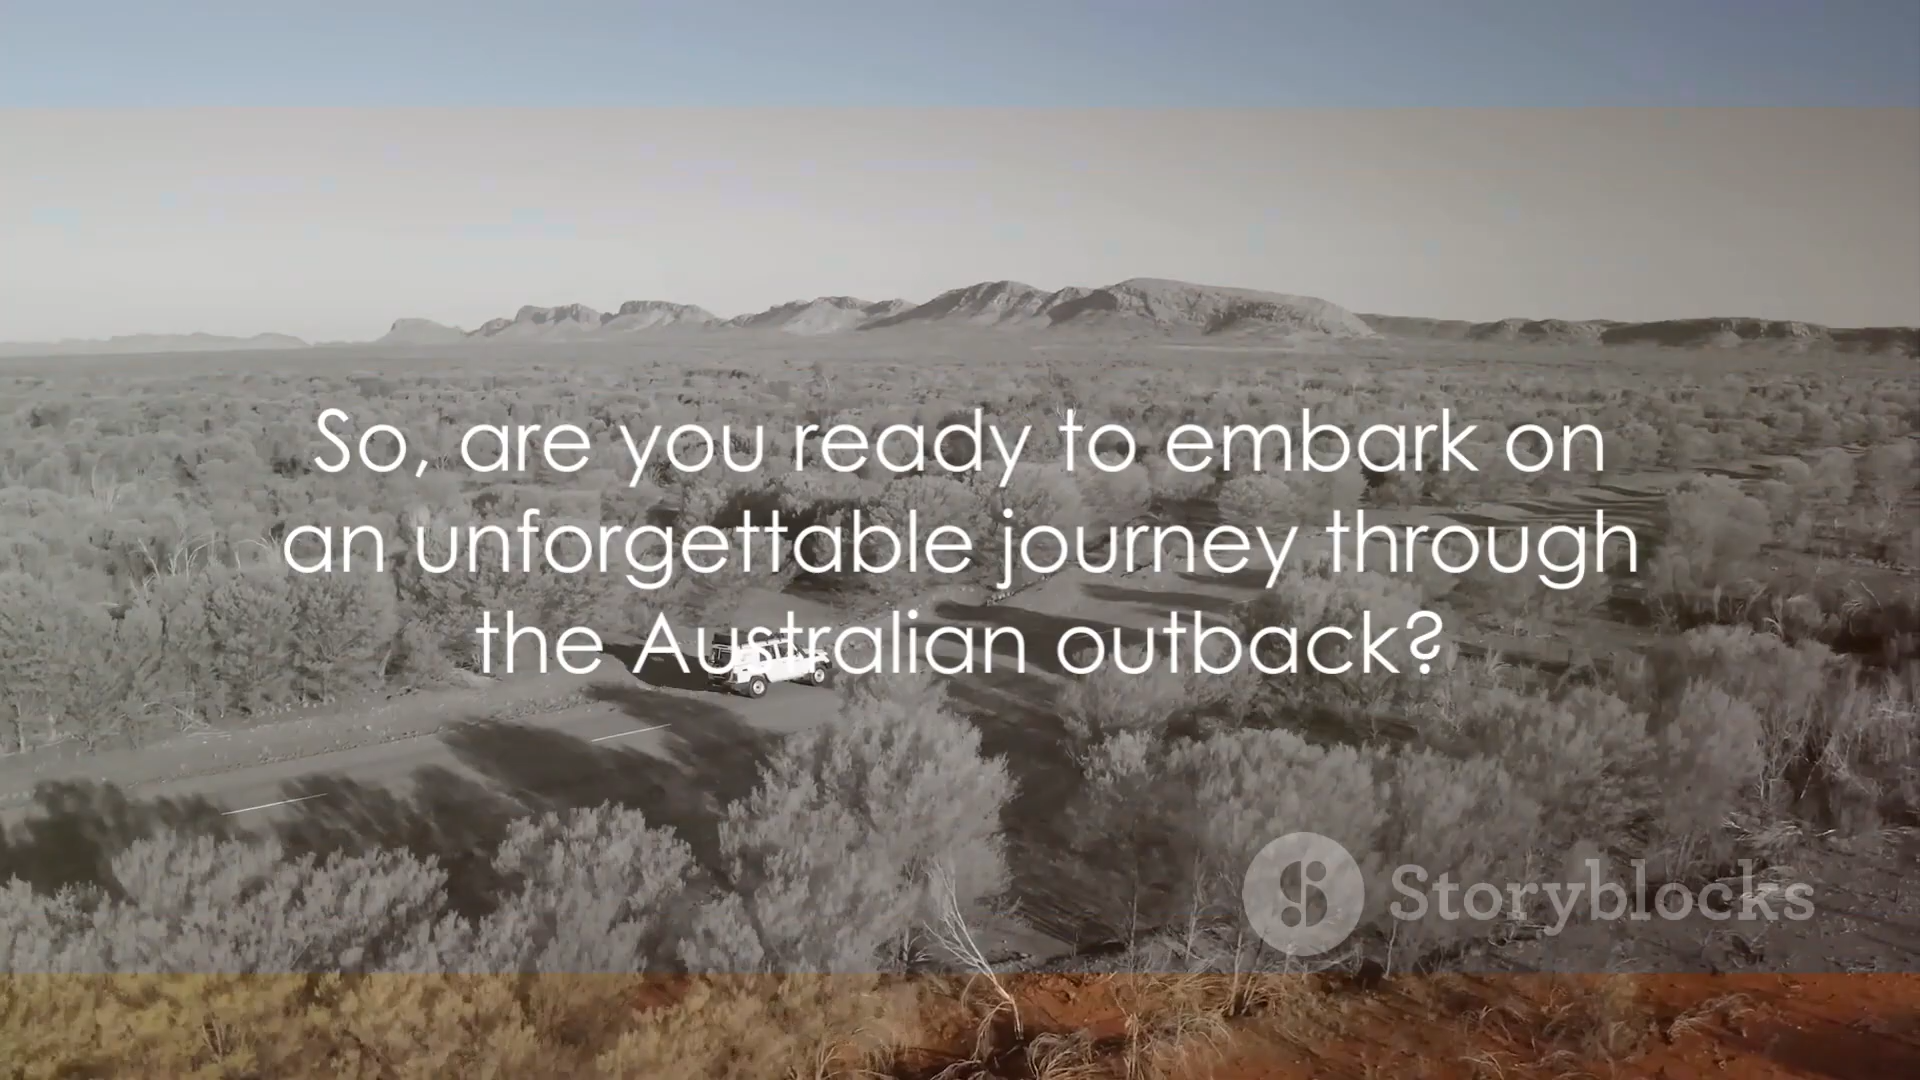 So, are you ready to embark on
an unforgettable journey through
the Australian outback?
Storyblocks